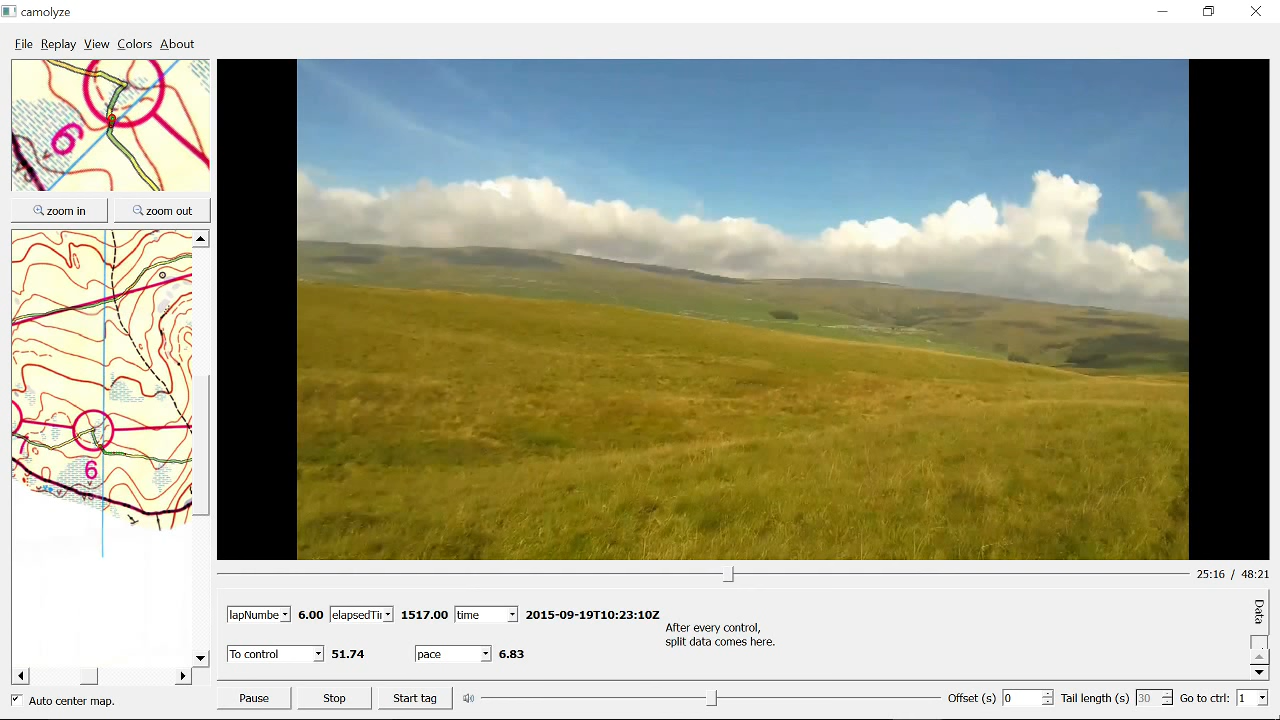 camolyze
File Replay View Colors About
6
zoom in zoom out
6
25:16 / 48:21
lapNumbe 6.00 elapsedTii 1517.00 time 2015-09-19T10:23:10Z
After every control,
split data comes here.
To control 51.74 pace 6.83
Data
Auto center map.
Pause Stop Start tag Offset (s) 0 Tail length (s) 30 Go to ctrl: 1